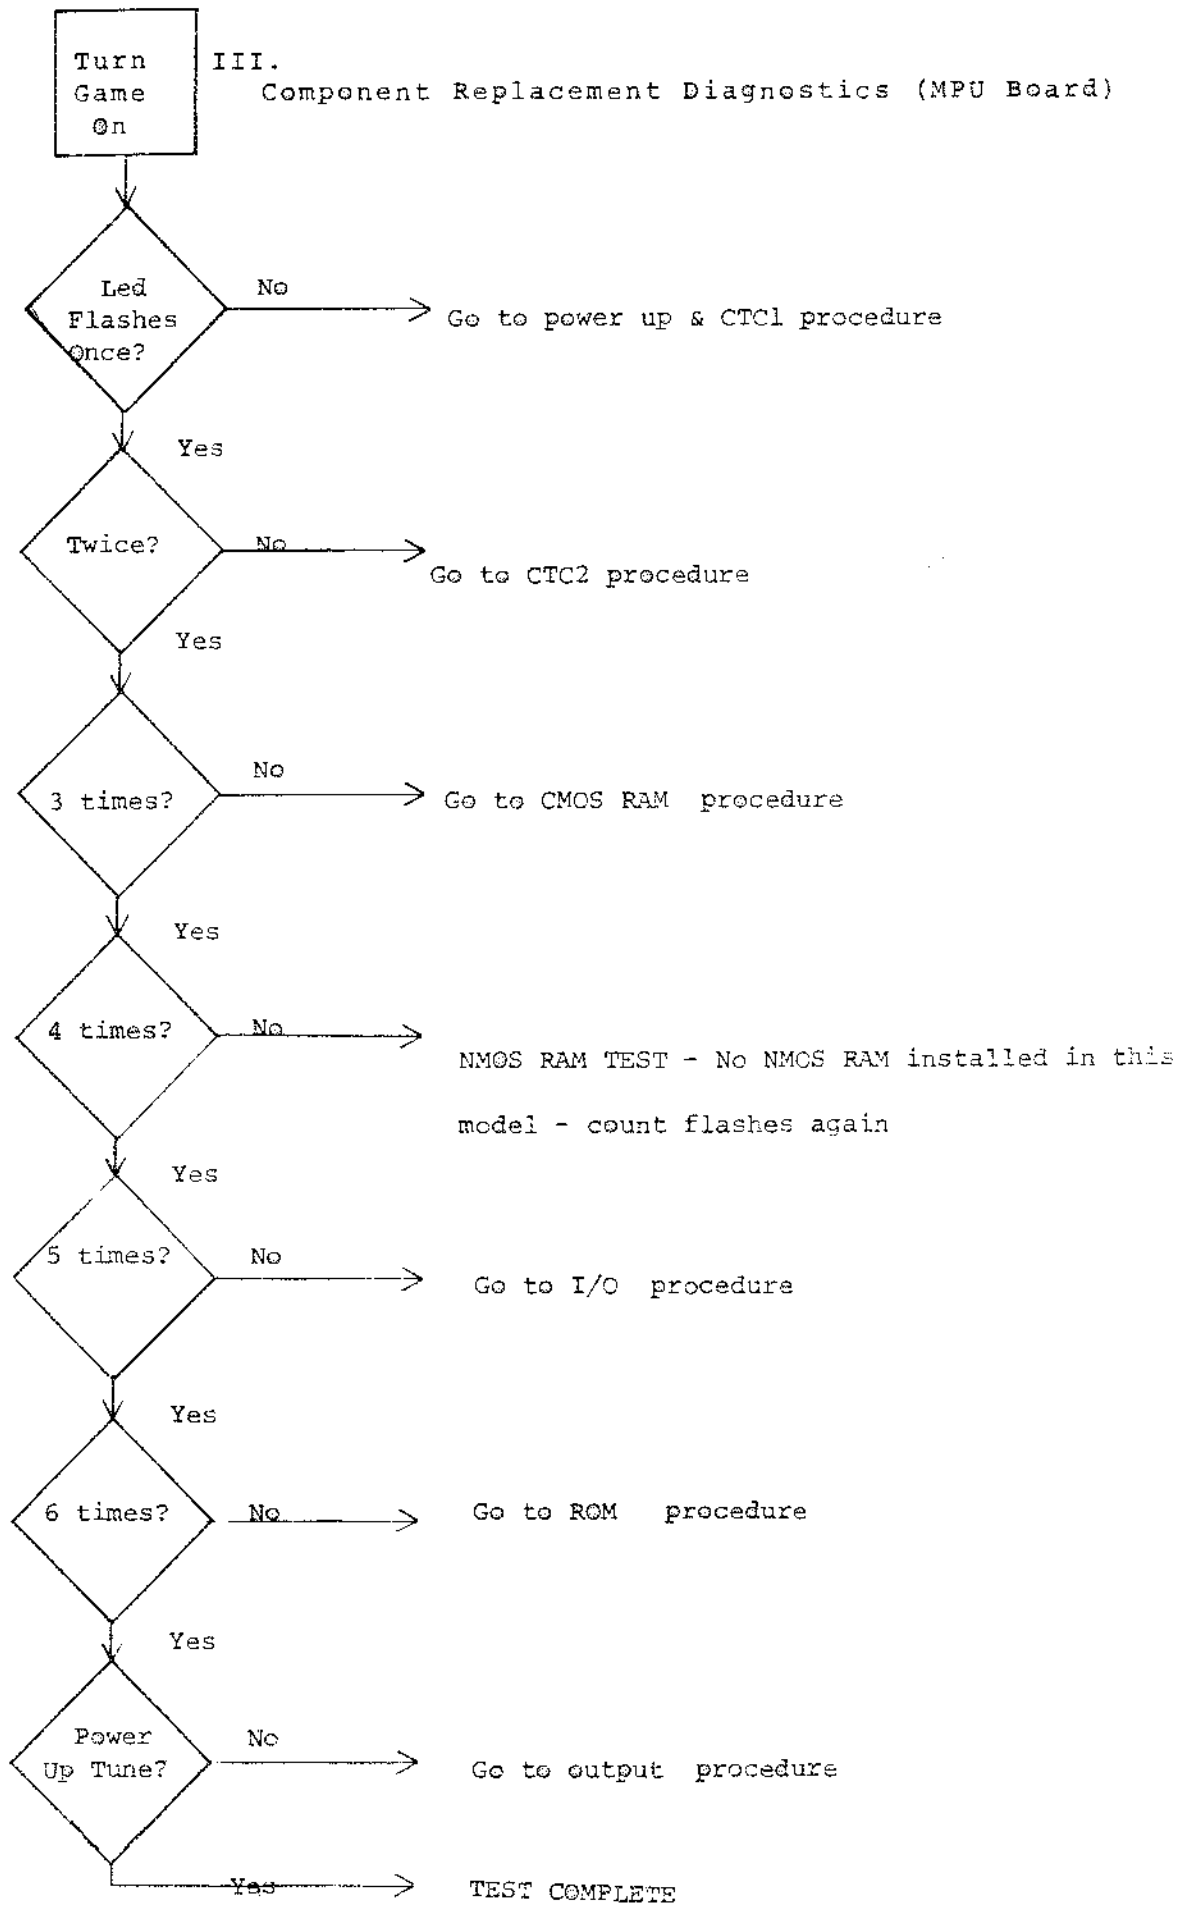 Turn
Game
On
III.
Component Replacement Diagnostics (MPU Board)
Led
Flashes
Once?
No
Go to power up & CTC1 procedure
Yes
Twice?
No
Go to CTC2 procedure
Yes
3 times?
No
Go to CMOS RAM procedure
Yes
4 times?
No
NMOS RAM TEST - No NMOS RAM installed in this
model - count flashes again
Yes
5 times?
No
Go to I/O procedure
Yes
6 times?
No
Go to ROM procedure
Yes
Power
Up Tune?
No
Go to output procedure
Yes
TEST COMPLETE